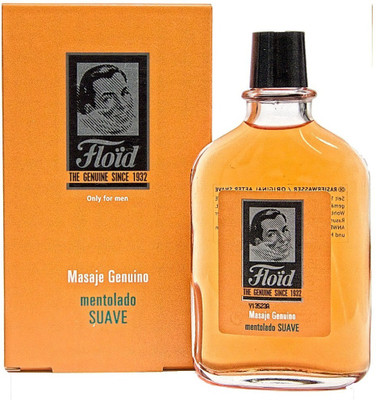 Floïd
THE GENUINE SINCE 1932
Only for men
Masaje Genuino
mentolado
SUAVE
Floïd
THE GENUINE SINCE 1932
Masaje Genuino
mentolado SUAVE